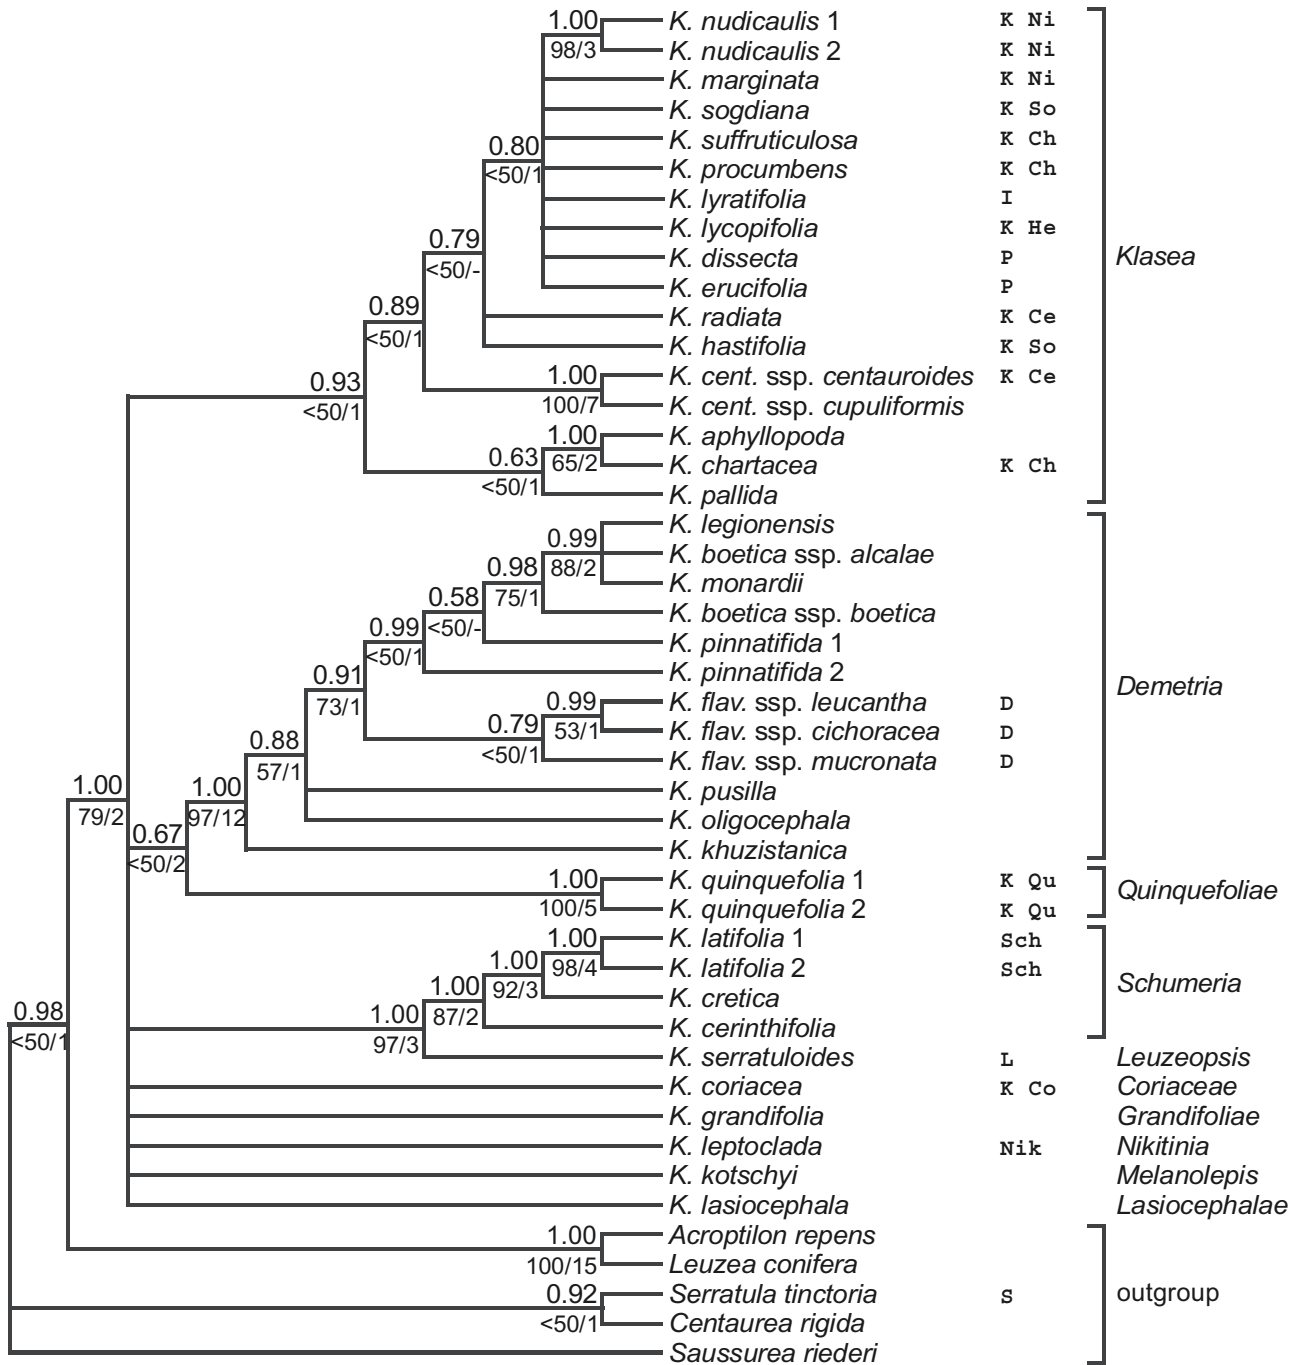 1.00 K. nudicaulis 1 K Ni
98/3 K. nudicaulis 2 K Ni
K. marginata K Ni
K. sogdiana K So
0.80 K. suffruticulosa K Ch
<50/1 K. procumbens K Ch
K. lyratifolia I
0.79 K. lycopifolia K He
<50/- K. dissecta P Klasea
K. erucifolia P
0.89 K. radiata K Ce
<50/1 K. hastifolia K So
0.93 1.00 K. cent. ssp. centauroides K Ce
<50/1 100/7 K. cent. ssp. cupuliformis
1.00 K. aphyllopoda
0.63 65/2 K. chartacea K Ch
<50/1 K. pallida
K. legionensis
0.99 K. boetica ssp. alcalae
0.98 88/2 K. monardii
0.58 75/1 K. boetica ssp. boetica
0.99 <50/- K. pinnatifida 1
0.91 <50/1 K. pinnatifida 2 Demetria
73/1 0.99 K. flav. ssp. leucantha D
0.88 0.79 53/1 K. flav. ssp. cichoracea D
57/1 <50/1 K. flav. ssp. mucronata D
1.00 1.00 K. pusilla
79/2 97/12 K. oligocephala
0.67 K. khuzistanica
<50/2 1.00 K. quinquefolia 1 K Qu Quinquefoliae
100/5 K. quinquefolia 2 K Qu
1.00 K. latifolia 1 Sch
1.00 98/4 K. latifolia 2 Sch Schumeria
1.00 92/3 K. cretica
0.98 1.00 87/2 K. cerinthifolia
<50/1 97/3 K. serratuloides L Leuzeopsis
K. coriacea K Co Coriaceae
K. grandifolia Grandifoliae
K. leptoclada Nik Nikitinia
K. kotschyi Melanolepis
K. lasiocephala Lasiocephalae
1.00 Acroptilon repens
100/15 Leuzea conifera
0.92 Serratula tinctoria S outgroup
<50/1 Centaurea rigida
Saussurea riederi